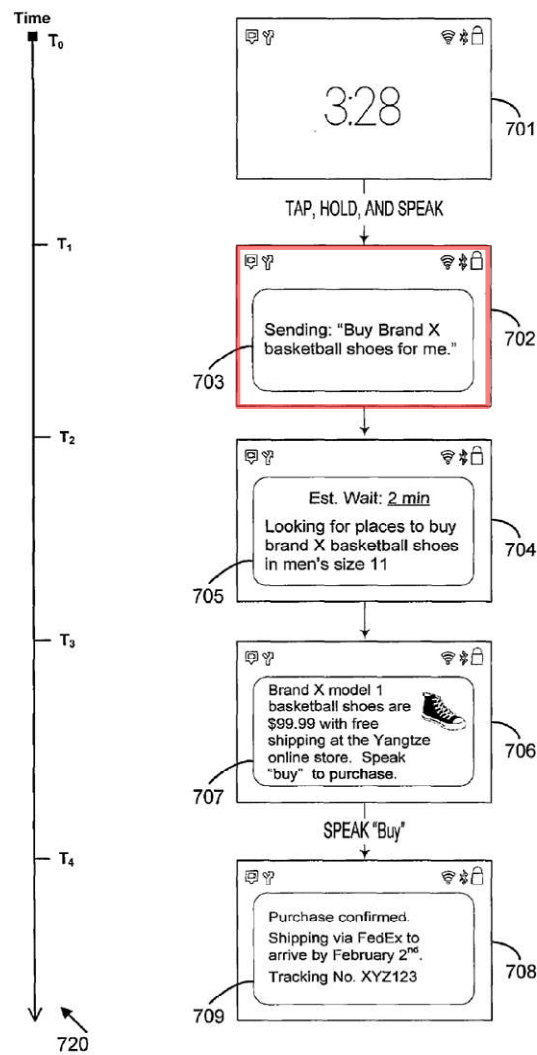 Time
T0
3:28
701
TAP, HOLD, AND SPEAK
T1
Sending: "Buy Brand X
basketball shoes for me."
702
703
T2
Est. Wait: 2 min
Looking for places to buy
brand X basketball shoes
in men's size 11
704
705
T3
Brand X model 1
basketball shoes are
$99.99 with free
shipping at the Yangtze
online store. Speak
"buy" to purchase.
706
707
SPEAK "Buy"
T4
Purchase confirmed.
Shipping via FedEx to
arrive by February 2nd.
Tracking No. XYZ123
708
709
720